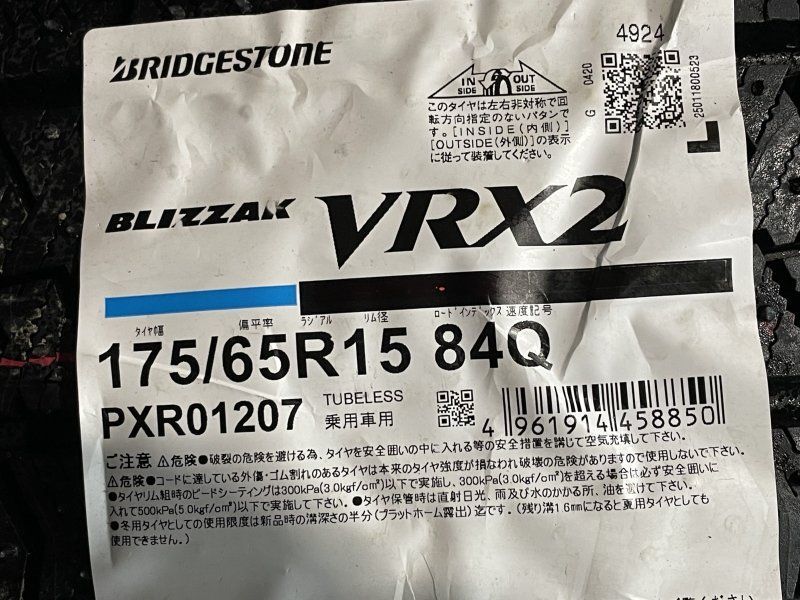 BRIDGESTONE
4924
IN SIDE OUT SIDE
G 0420
25011800523
L
このタイヤは左右非対称で回
転方向指定のないパタンで
す。[INSIDE(内側)]
[OUTSIDE(外側)]の表示
に従って装着してください。
BLIZZAK VRX2
タイヤ幅 偏平率 ラジアル リム径 ロードインデックス 速度記号
175/65R15 84Q
PXR01207
TUBELESS
乗用車用
4 961914 458850
ご注意 ⚠危険●破裂の危険を避ける為、タイヤを安全囲いの中に入れる等の安全措置を講じて空気充填して下さい。
⚠危険●コードに達している外傷・ゴム割れのあるタイヤは本来のタイヤ強度が損なわれ破壊の危険がありますので使用しないで下さい。
●タイヤリム組時のビードシーティングは300kPa(3.0kgf/cm²)以下で実施し、300kPa(3.0kgf/cm²)を超える場合は必ず安全囲いに
入れて500kPa(5.0kgf/cm²)以下で実施して下さい。●タイヤ保管時は直射日光、雨及び水のかかる所、油を避けて下さい。
●冬用タイヤとしての使用限度は新品時の溝深さの半分(プラットホーム露出)迄です。(残り溝1.6mmになると夏用タイヤとしても
使用できません。)
ください